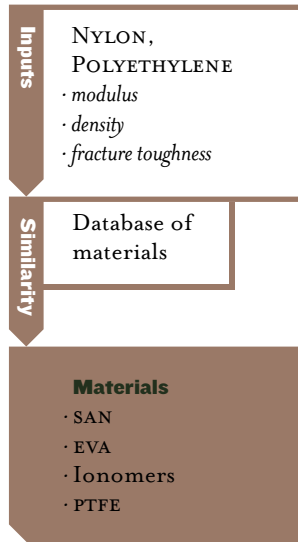 Inputs
NYLON,
POLYETHYLENE
· modulus
· density
· fracture toughness
Similarity
Database of
materials
Materials
· SAN
· EVA
· Ionomers
· PTFE